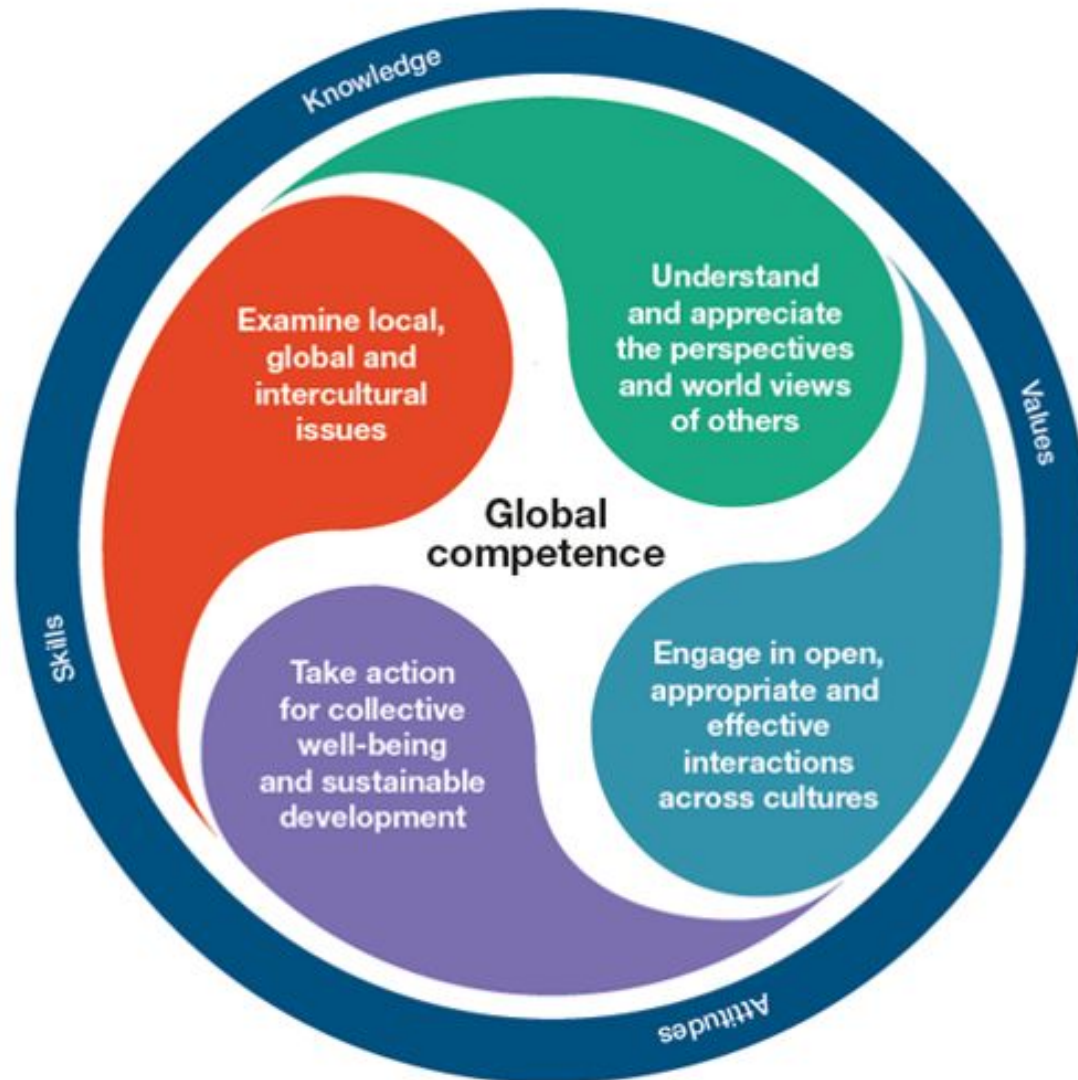 Knowledge
Understand
and appreciate
the perspectives
and world views
of others
Examine local,
global and
intercultural
issues
Values
Global
competence
Skills
Take action
for collective
well-being
and sustainable
development
Engage in open,
appropriate and
effective
interactions
across cultures
Attitudes